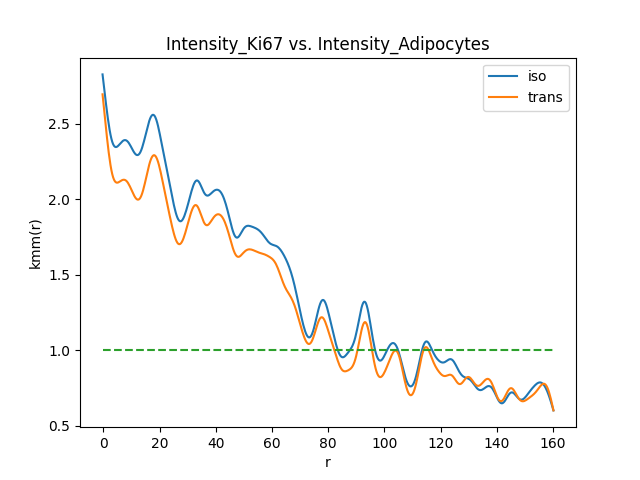 Intensity_Ki67 vs. Intensity_Adipocytes
iso
trans
kmm(r)
2.5
2.0
1.5
1.0
0.5
0 20 40 60 80 100 120 140 160
r